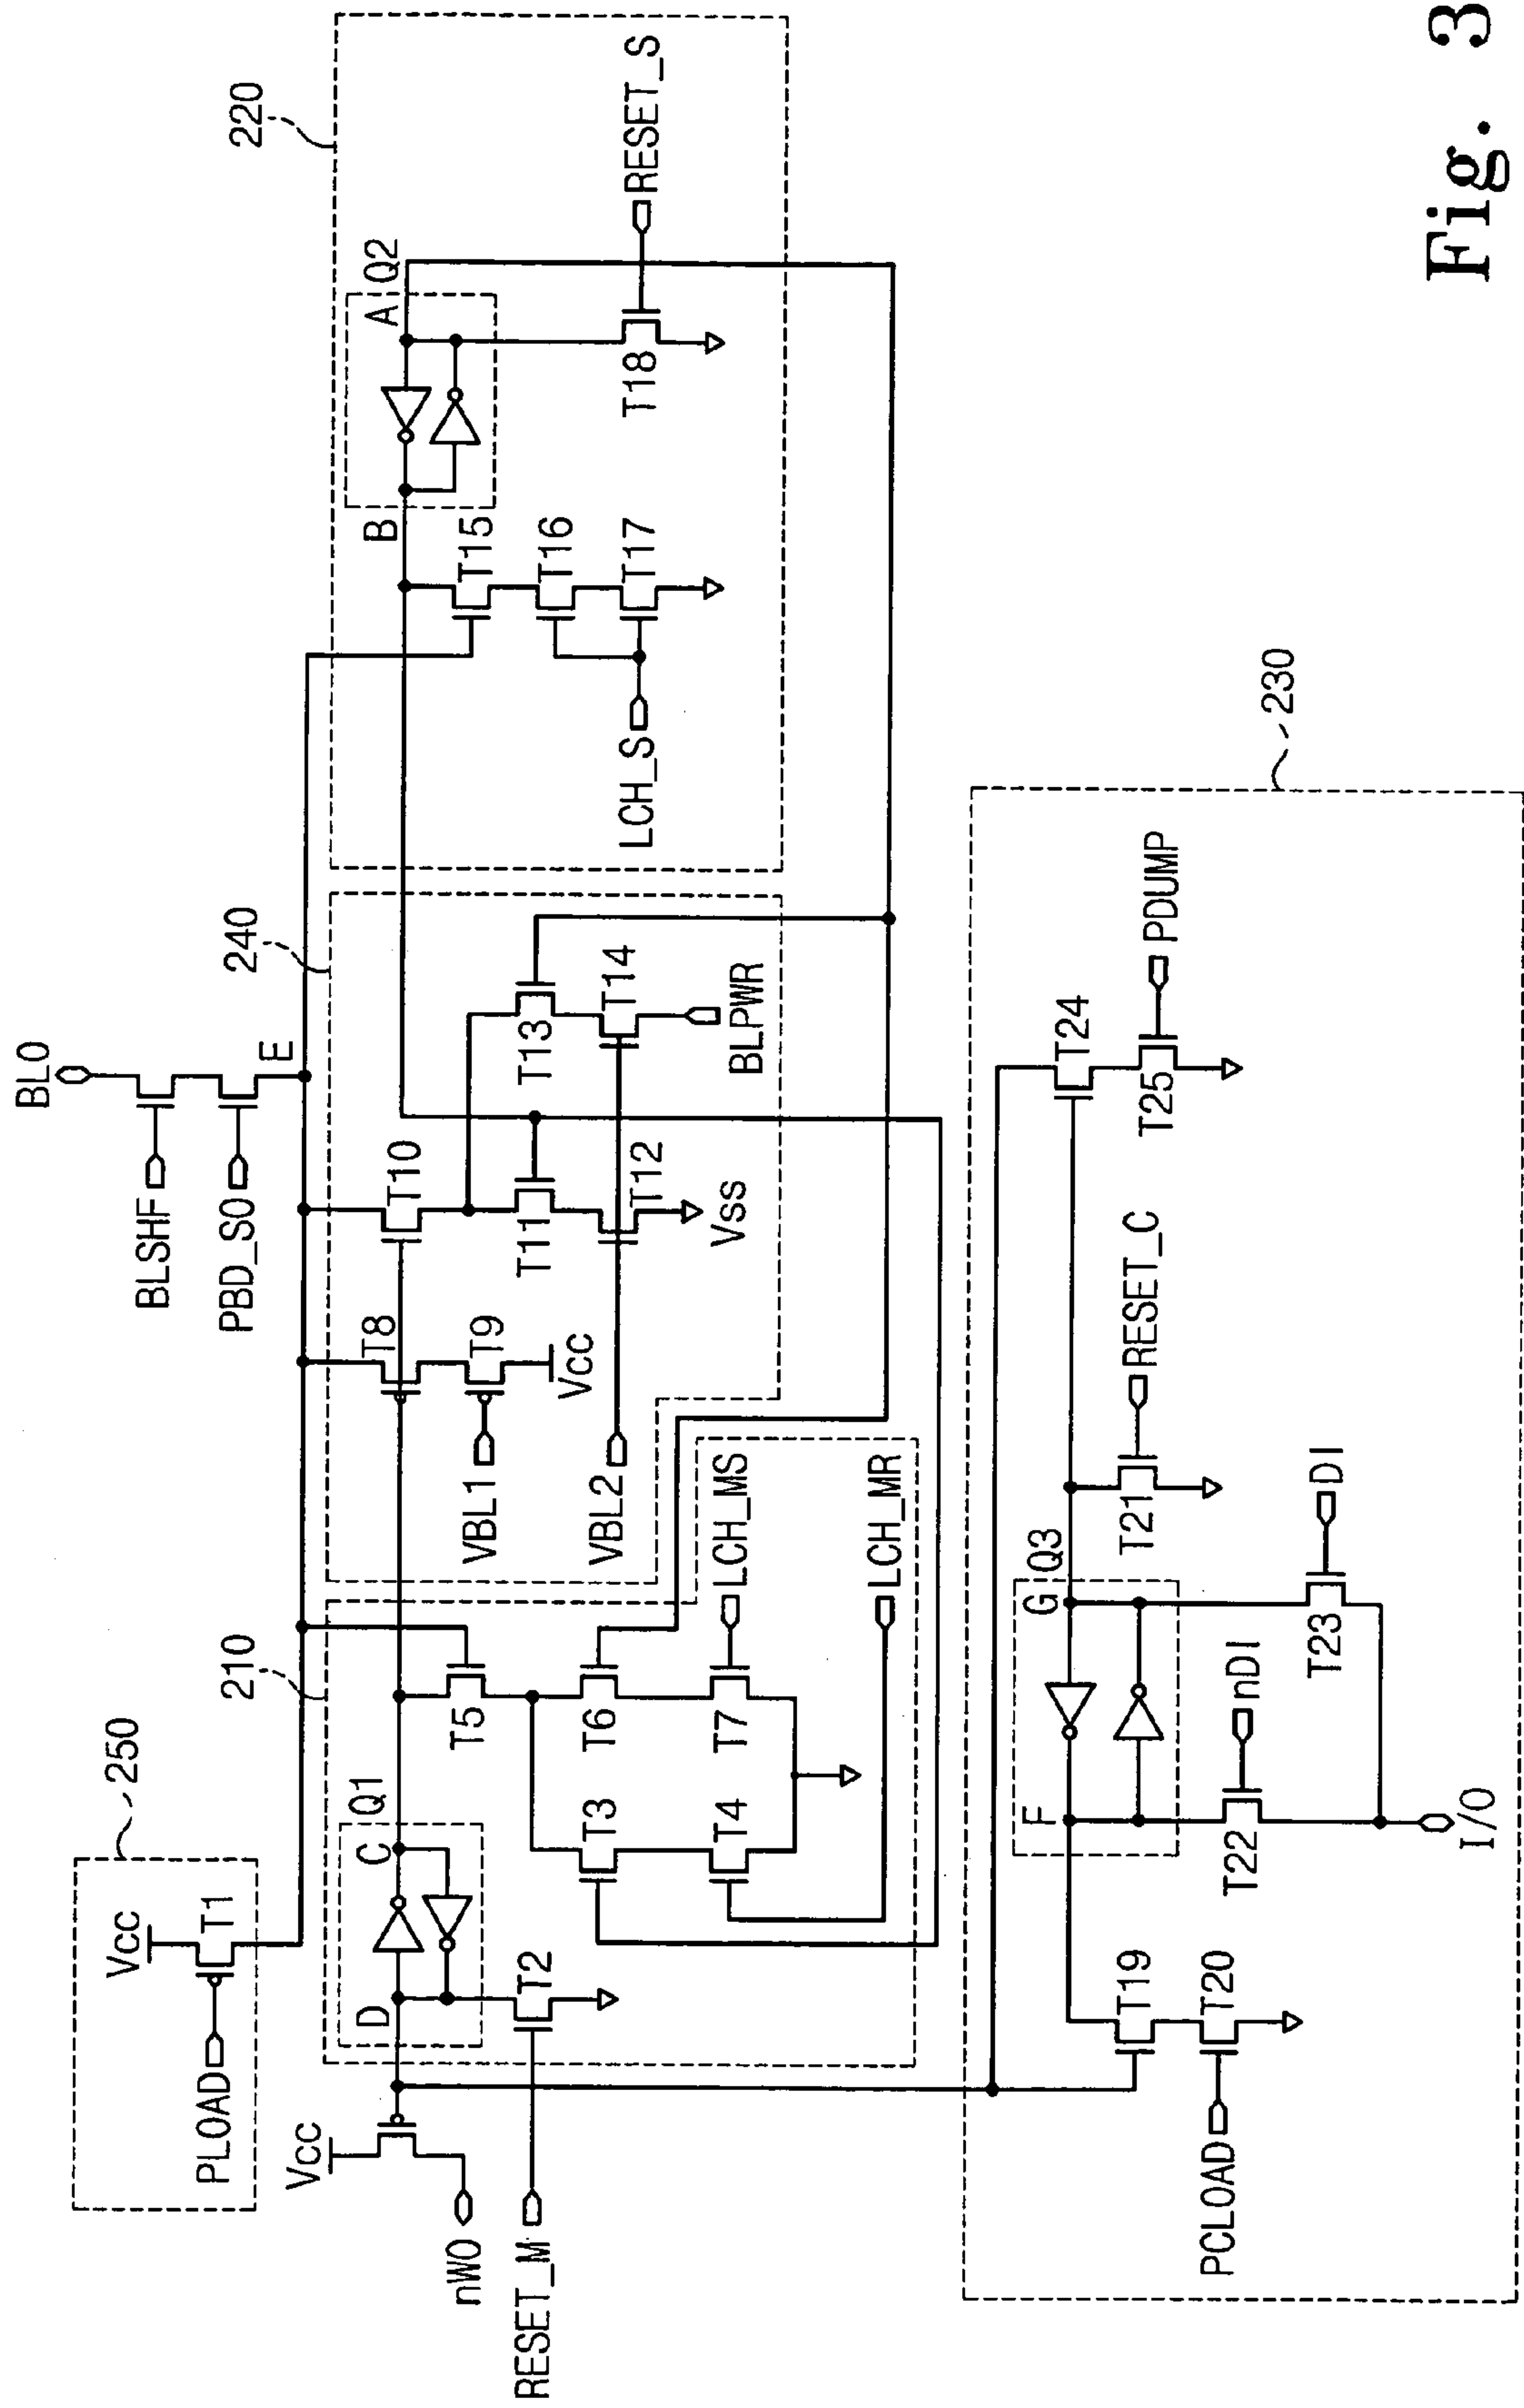 BLO
BLSHF
PBD_SO
E
250
Vcc
T1
PLOAD
210
240
220
Vcc
nWO
RESET_M
D
C
Q1
T2
T3
T4
T5
T6
T7
LCH_MS
LCH_MR
T8
T9
VBL1
Vcc
VBL2
T10
T11
T12
Vss
T13
T14
BLPWR
B
A
Q2
T15
T16
T17
LCH_S
T18
RESET_S
230
F
G
Q3
T19
T20
PCLOAD
T21
RESET_C
T22
nDI
T23
DI
I/O
T24
T25
PDUMP
Fig. 3